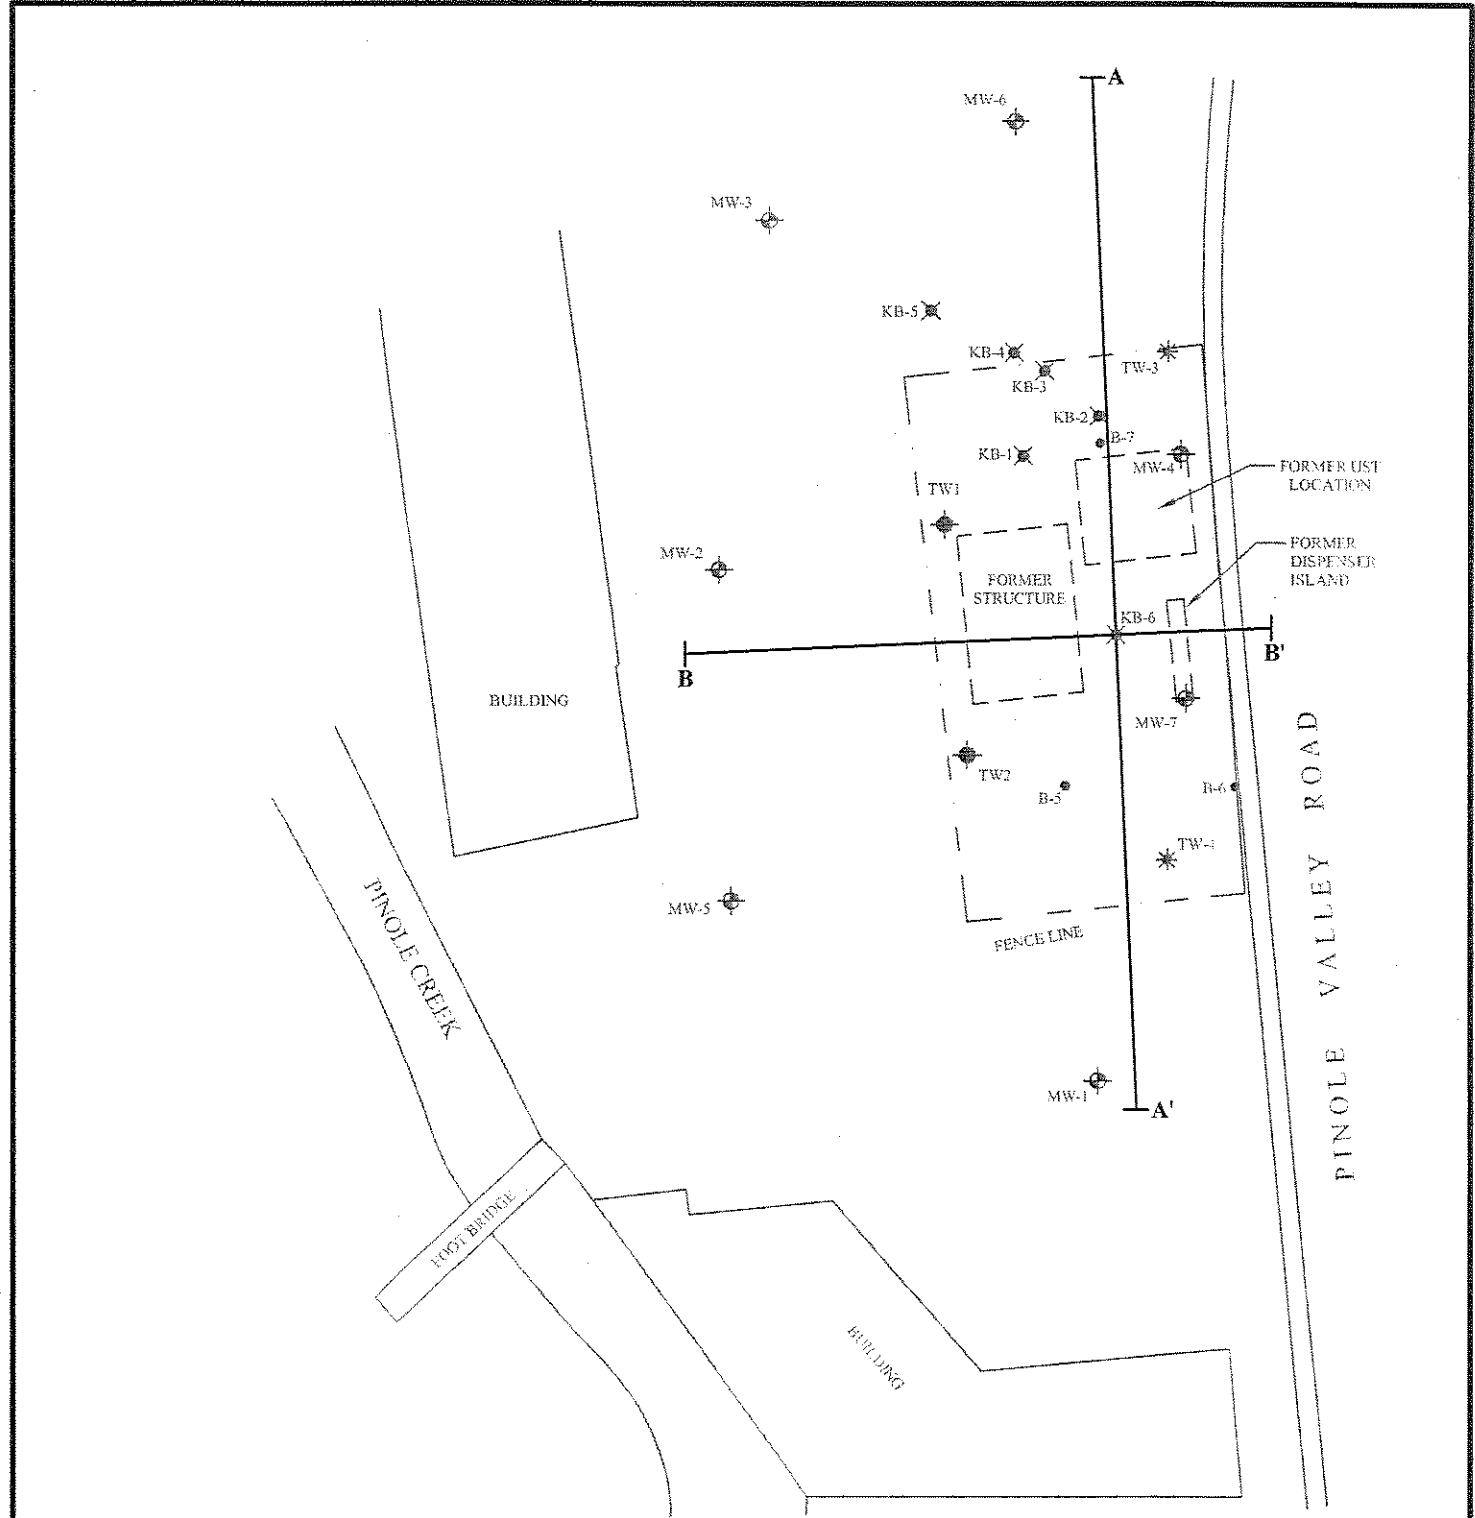 A
MW-6
MW-3
KB-5
KB-4
KB-3
TW-3
KB-2
B-7
KB-1
MW-4
FORMER UST
LOCATION
TW1
FORMER
DISPENSER
ISLAND
MW-2
FORMER
STRUCTURE
KB-6
B
B'
BUILDING
MW-7
TW2
B-5
B-6
TW-4
MW-5
FENCE LINE
PINOLE CREEK
PINOLE VALLEY ROAD
MW-1
A'
FOOT BRIDGE
BUILDING